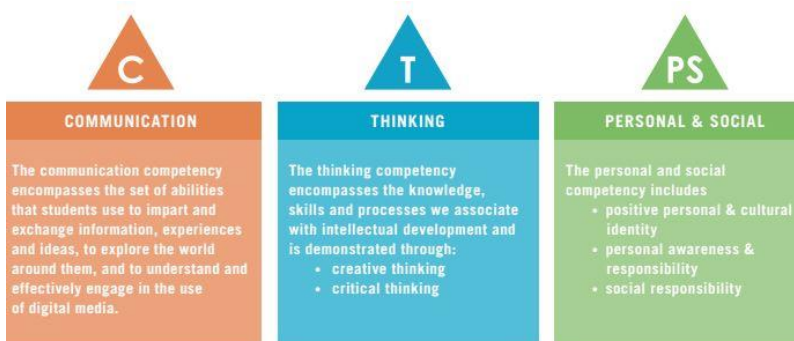 C
COMMUNICATION
The communication competency
encompasses the set of abilities
that students use to impart and
exchange information, experiences
and ideas, to explore the world
around them, and to understand and
effectively engage in the use
of digital media.
T
THINKING
The thinking competency
encompasses the knowledge,
skills and processes we associate
with intellectual development and
is demonstrated through:
• creative thinking
• critical thinking
PS
PERSONAL & SOCIAL
The personal and social
competency includes
• positive personal & cultural
identity
• personal awareness &
responsibility
• social responsibility